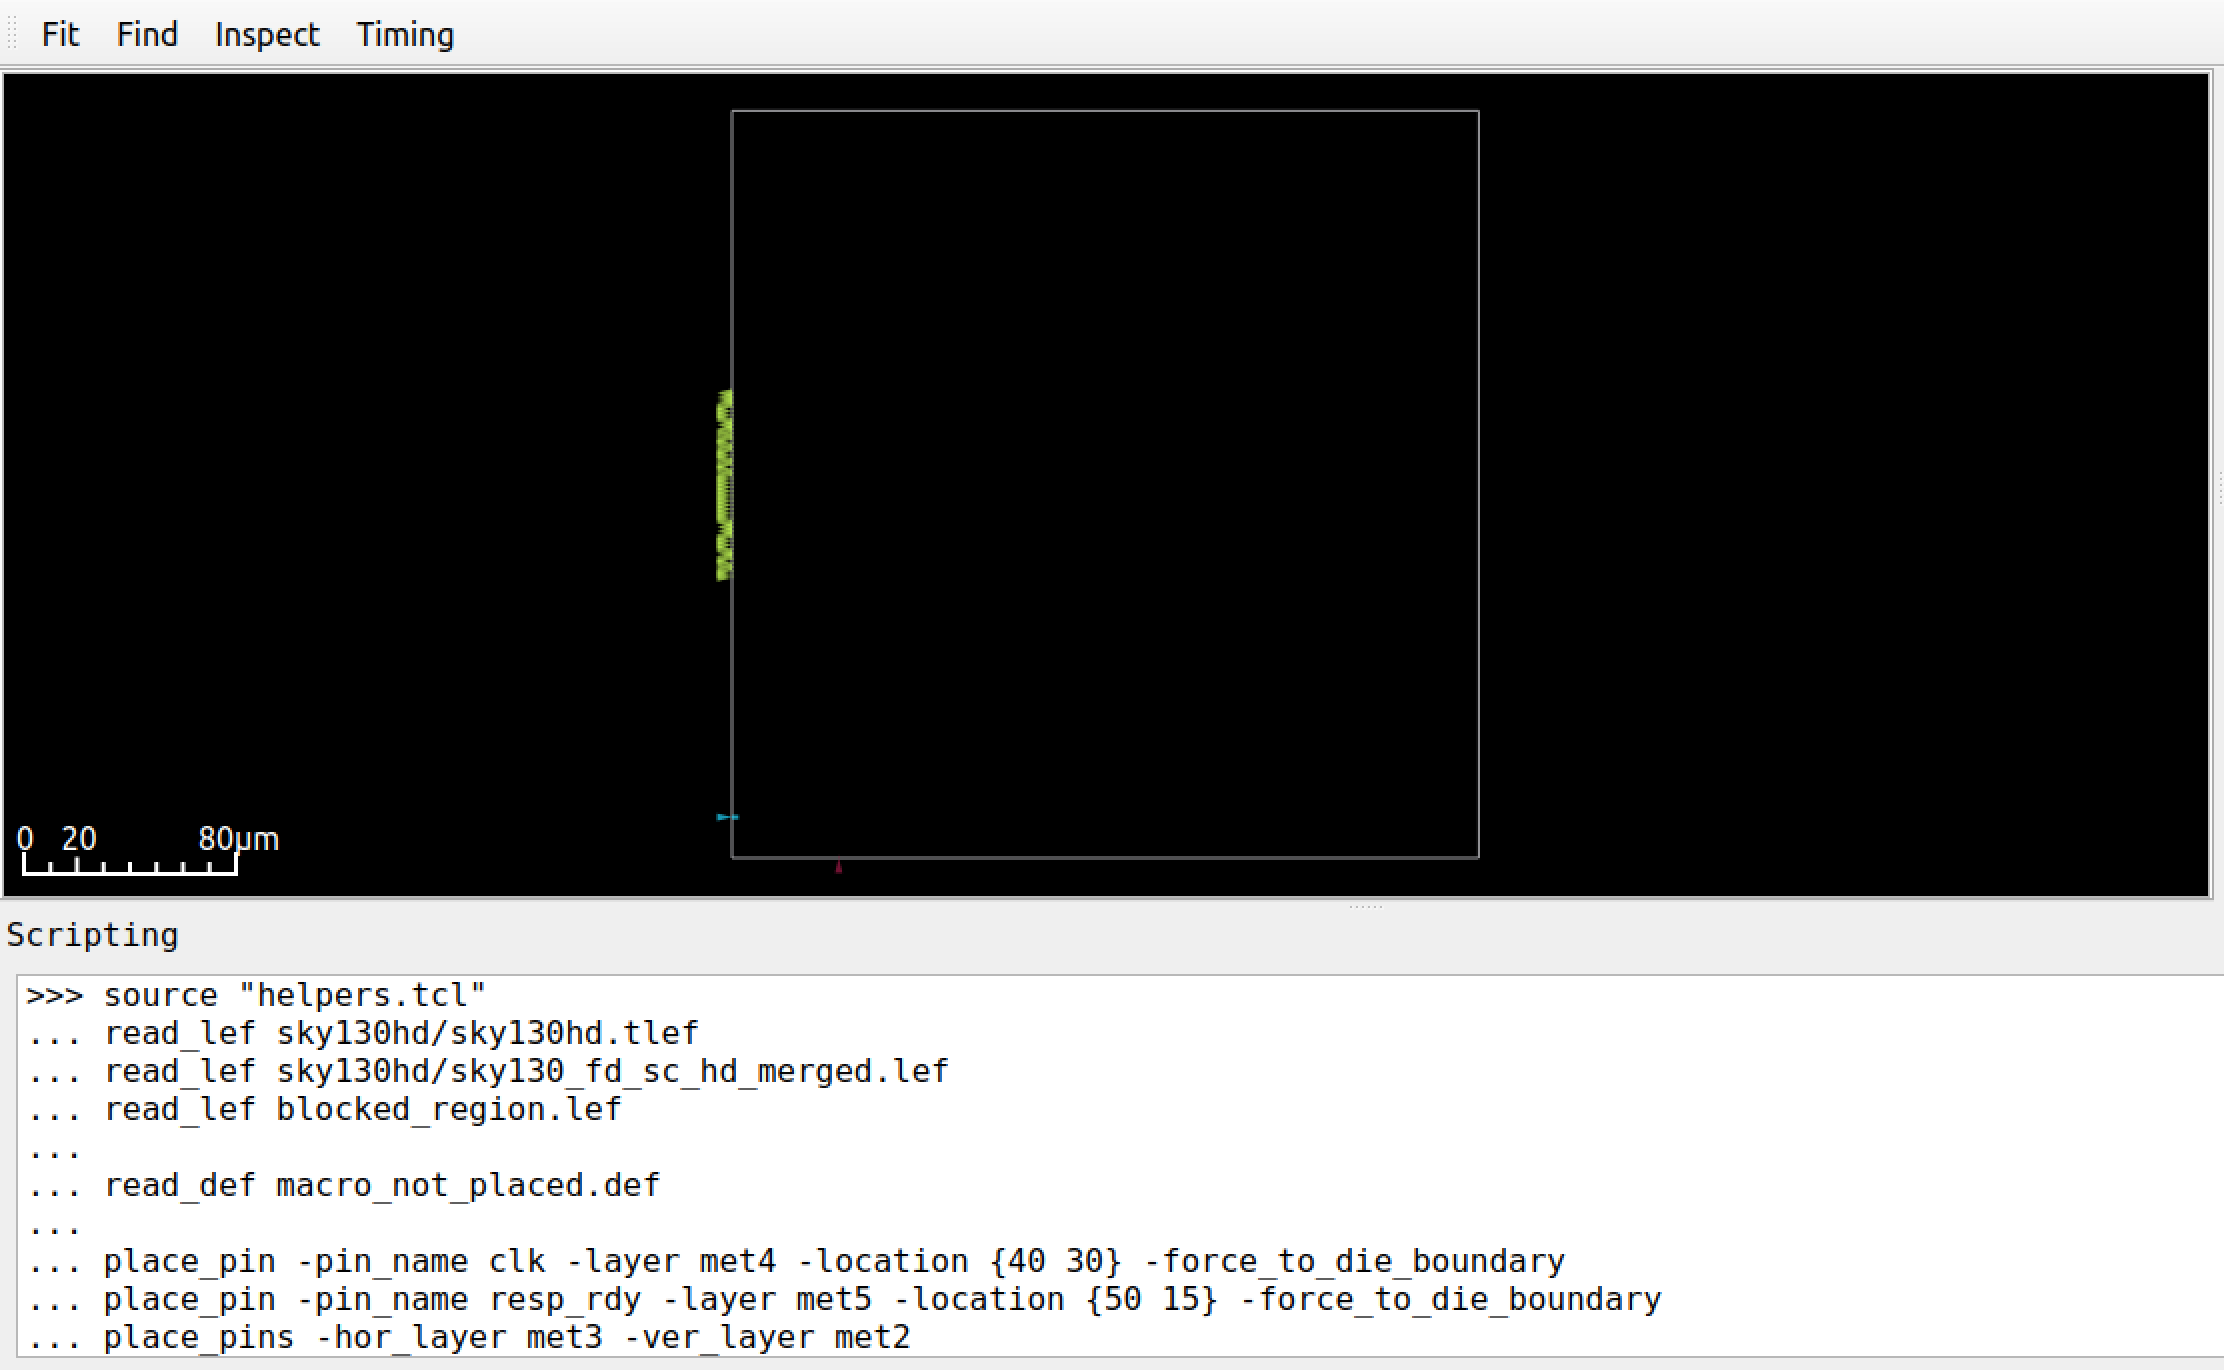 Fit Find Inspect Timing
0 20 80µm
Scripting
>>> source "helpers.tcl"
... read_lef sky130hd/sky130hd.tlef
... read_lef sky130hd/sky130_fd_sc_hd_merged.lef
... read_lef blocked_region.lef
...
... read_def macro_not_placed.def
...
... place_pin -pin_name clk -layer met4 -location {40 30} -force_to_die_boundary
... place_pin -pin_name resp_rdy -layer met5 -location {50 15} -force_to_die_boundary
... place_pins -hor_layer met3 -ver_layer met2